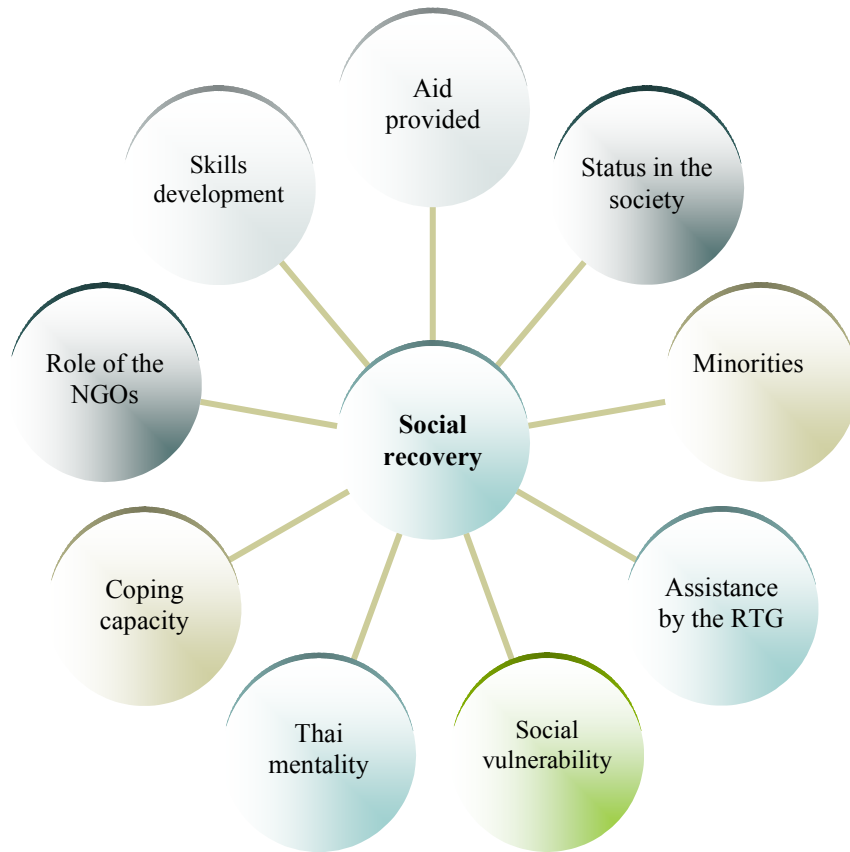 Aid
provided
Status in the
society
Minorities
Assistance
by the RTG
Social
vulnerability
Thai
mentality
Coping
capacity
Role of the
NGOs
Skills
development
Social
recovery